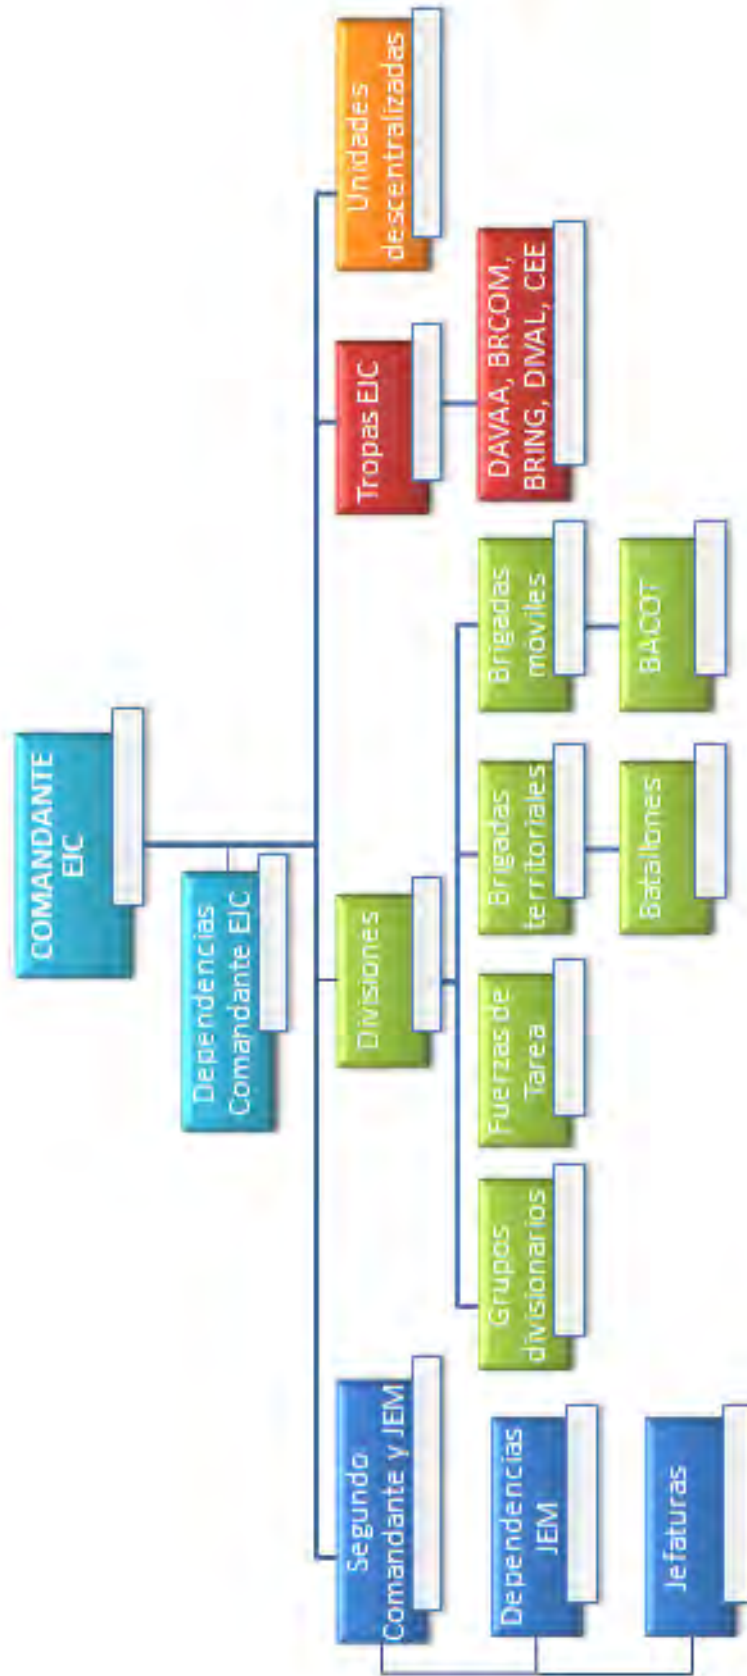 COMANDANTE
EJC
Dependencias
Comandante EJC
Segundo
Comandante y JEM
Divisiones
Tropas EJC
Unidades
descentralizadas
Dependencias
JEM
Jefaturas
Grupos
divisionarios
Fuerzas de
Tarea
Brigadas
territoriales
Brigadas
móviles
DAVAA, BRCOM,
BRING, DIVAL, CEE
Batallones
BACOT